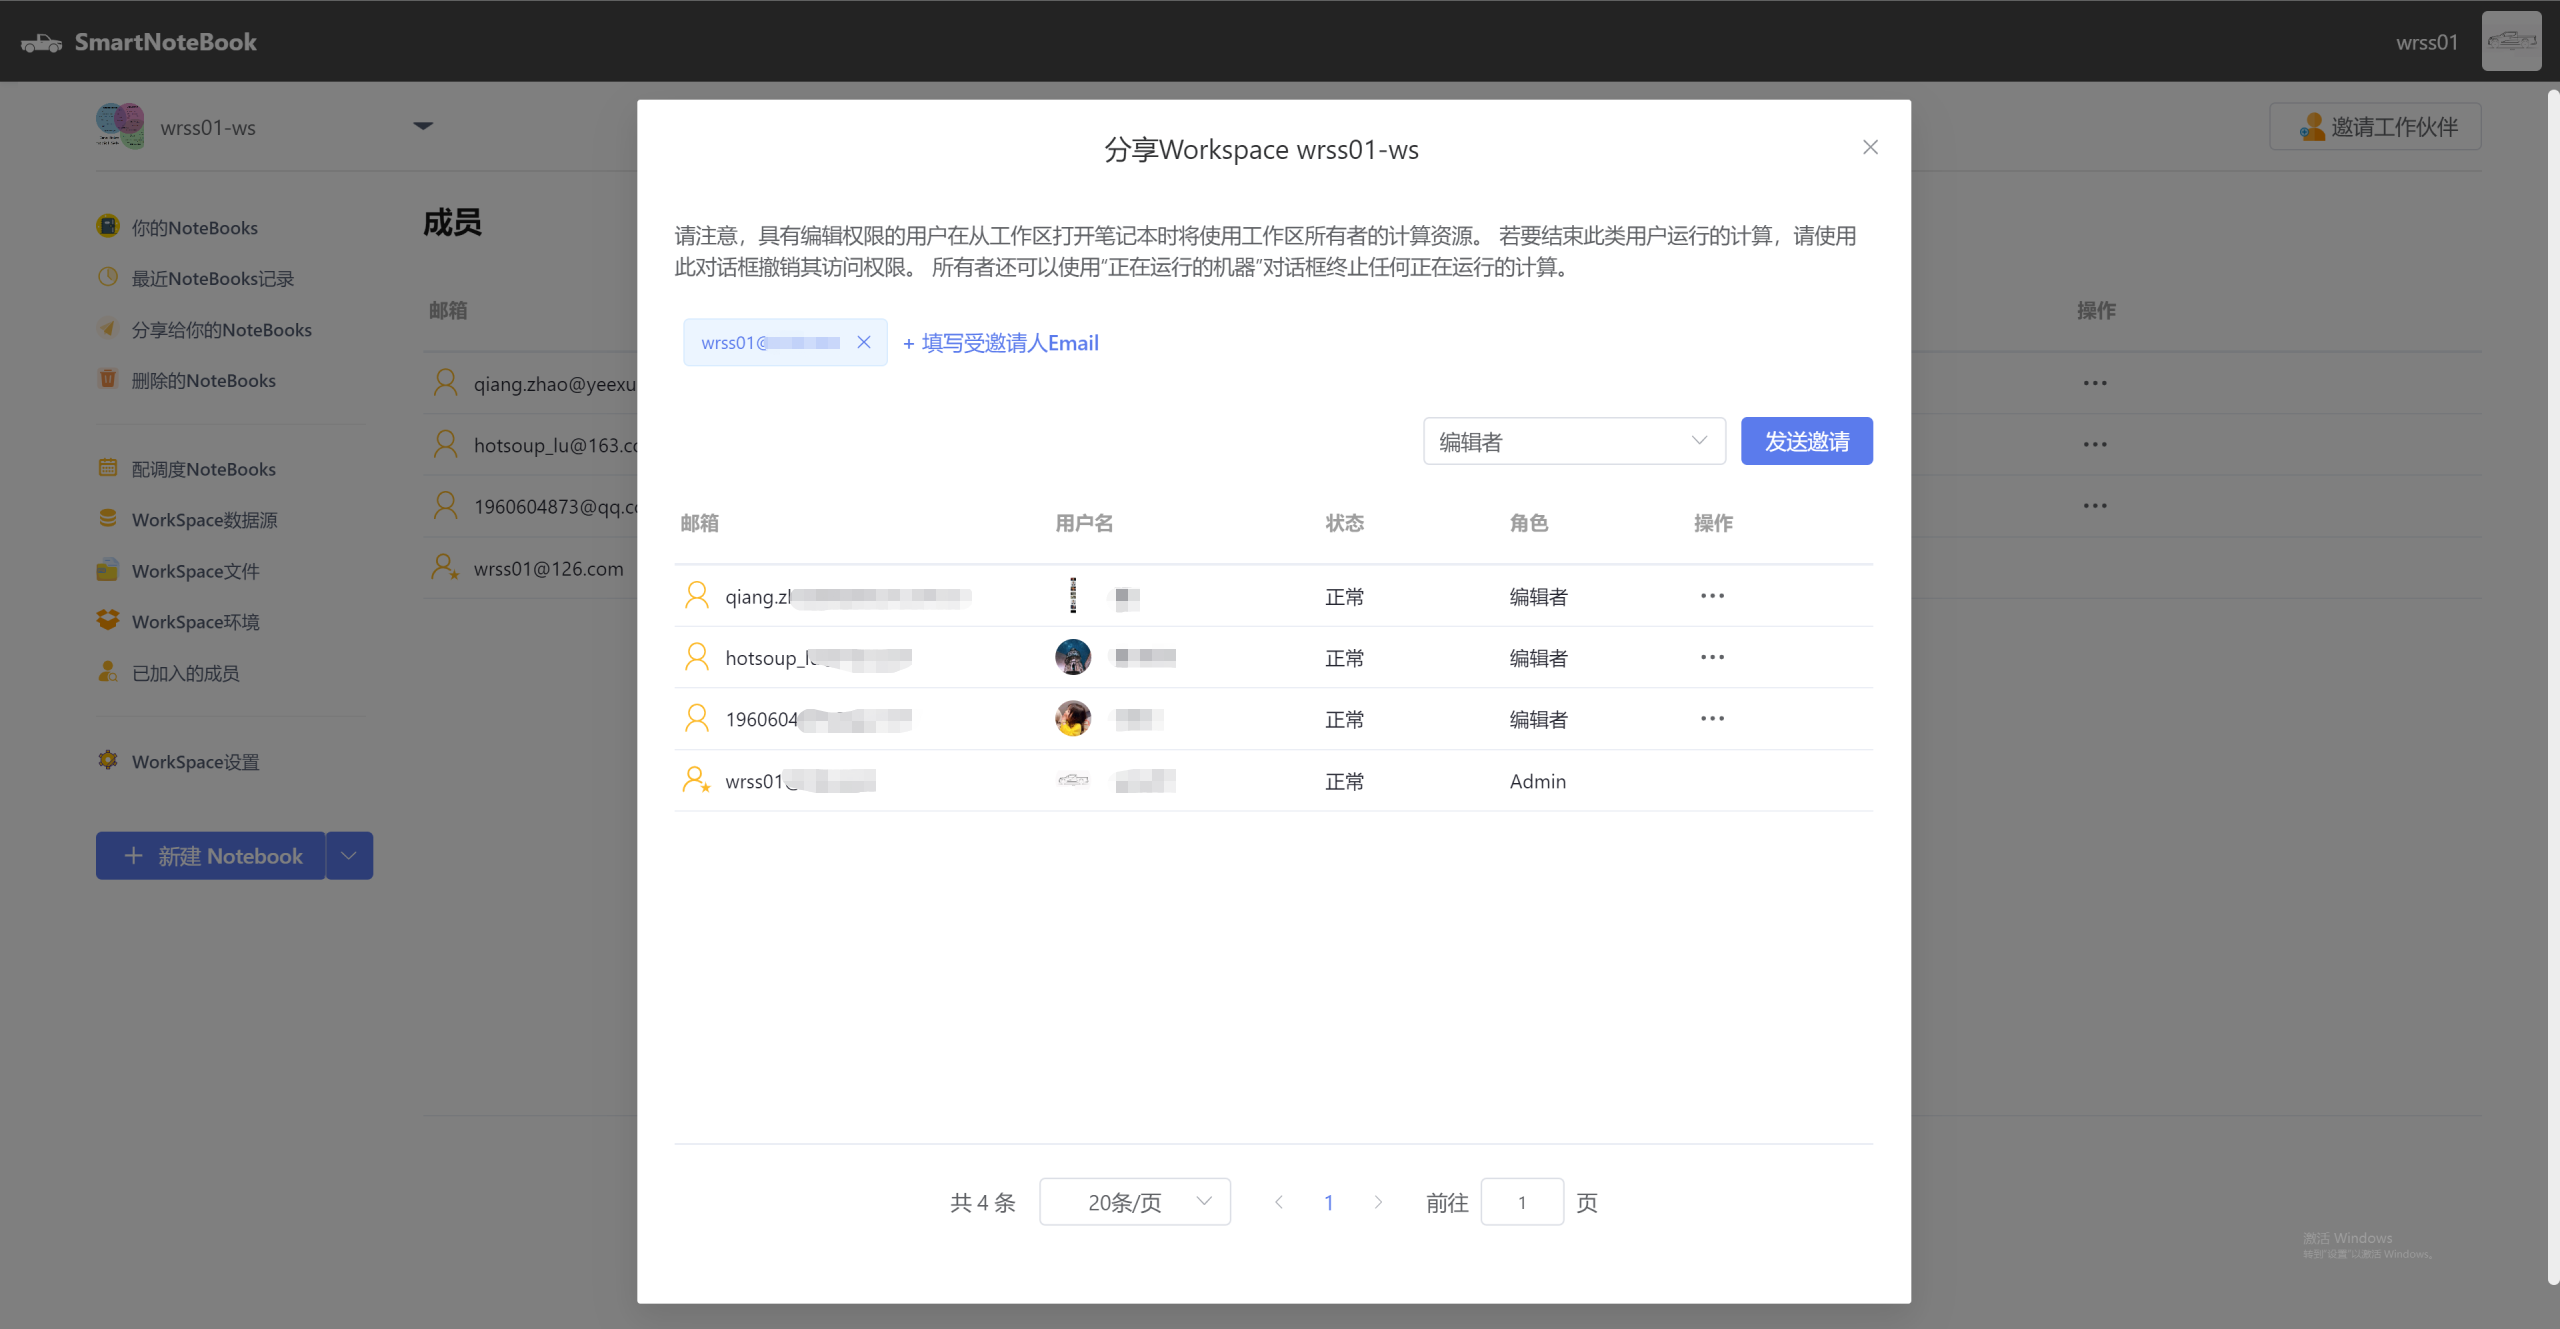 SmartNoteBook
wrss01
wrss01-ws
邀请工作伙伴
你的NoteBooks
最近NoteBooks记录
分享给你的NoteBooks
删除的NoteBooks
配调度NoteBooks
WorkSpace数据源
WorkSpace文件
WorkSpace环境
已加入的成员
WorkSpace设置
新建 Notebook
成员
邮箱
操作
qiang.zhao@yeexu
hotsoup_lu@163.co
1960604873@qq.co
wrss01@126.com
分享Workspace wrss01-ws
请注意，具有编辑权限的用户在从工作区打开笔记本时将使用工作区所有者的计算资源。 若要结束此类用户运行的计算，请使用
此对话框撤销其访问权限。 所有者还可以使用“正在运行的机器”对话框终止任何正在运行的计算。
wrss01@
+ 填写受邀请人Email
编辑者
发送邀请
邮箱 用户名 状态 角色 操作
qiang.zh 正常 编辑者
hotsoup_lu 正常 编辑者
1960604 正常 编辑者
wrss01@ 正常 Admin
共 4 条 20条/页 1 前往 1 页
激活 Windows
转到“设置”以激活 Windows。